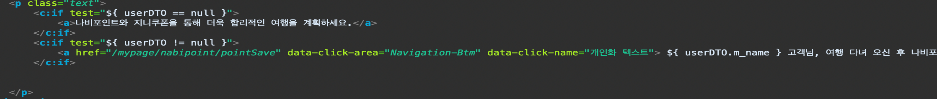 <p class="text">
<c:if test="${ userDTO == null }">
<a>나비포인트와 지니쿠폰을 통해 더욱 합리적인 여행을 계획하세요.</a>
</c:if>
<c:if test="${ userDTO != null }">
<a href="/mypage/nabipoint/pointSave" data-click-area="Navigation-Btm" data-click-name="개인화 텍스트"> ${ userDTO.m_name } 고객님, 여행 다녀 오신 후 나비포
</c:if>
</p>